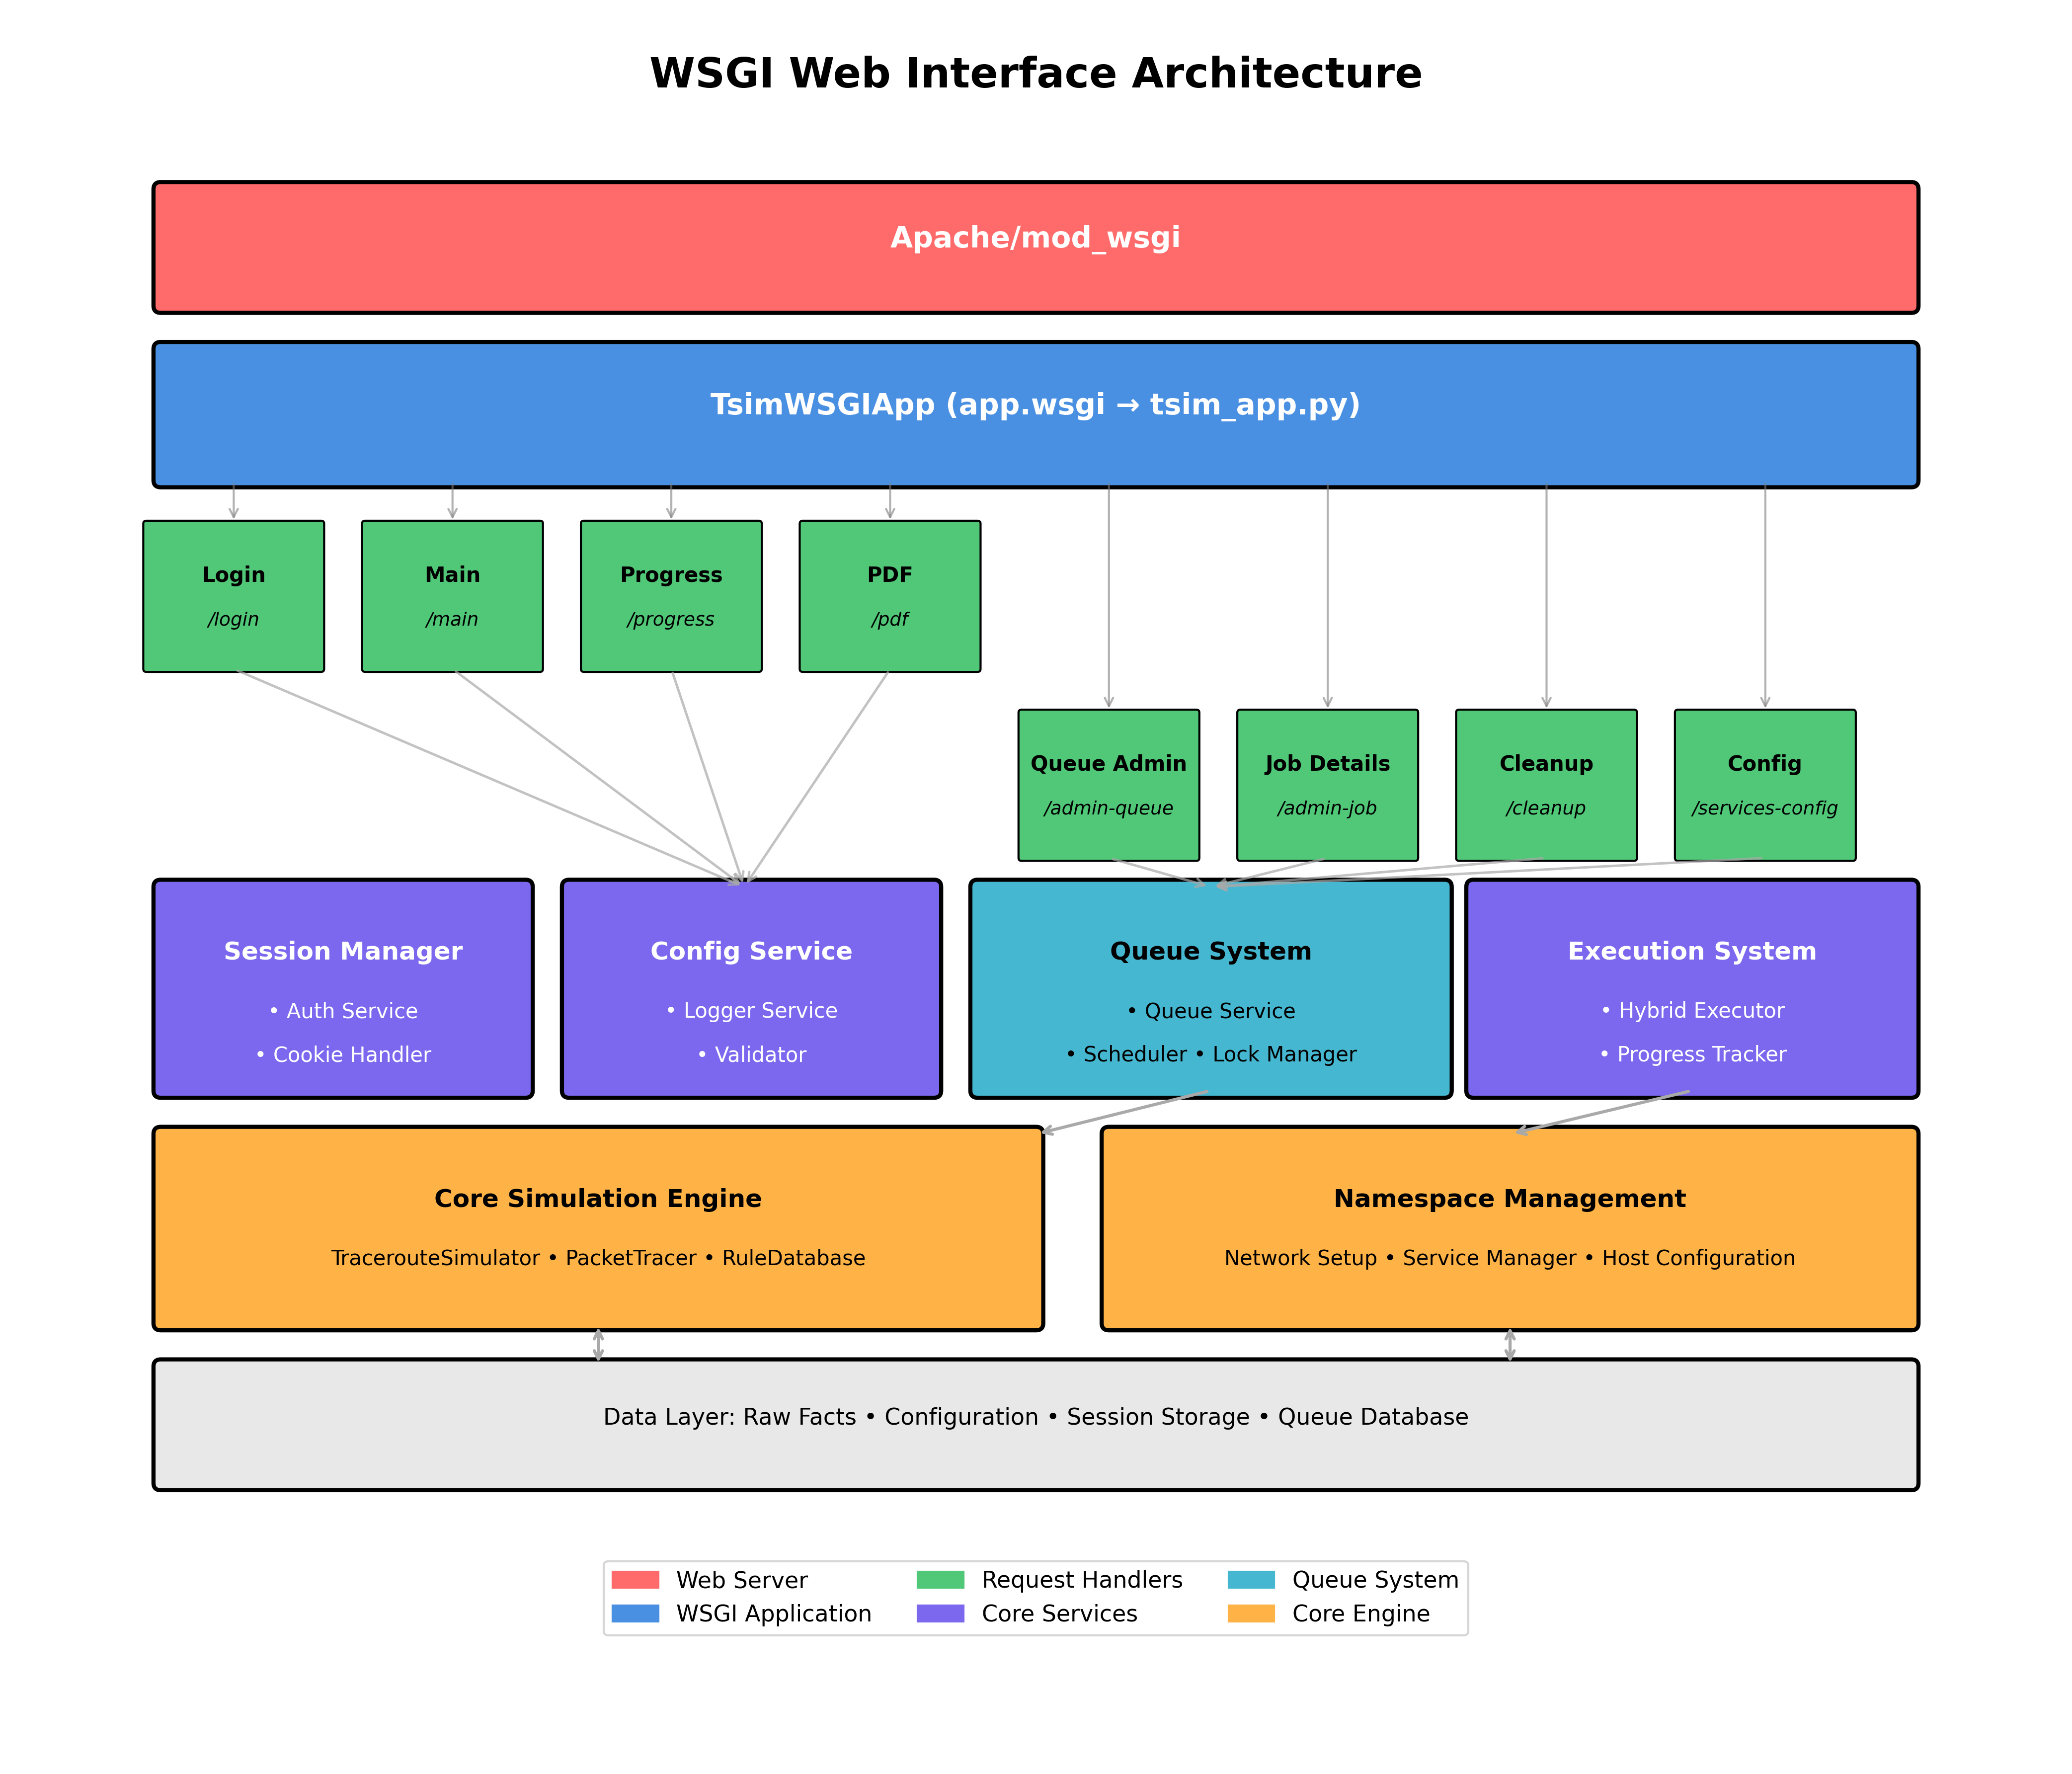 WSGI Web Interface Architecture
Apache/mod_wsgi
TsimWSGIApp (app.wsgi → tsim_app.py)
Login
/login
Main
/main
Progress
/progress
PDF
/pdf
Queue Admin
/admin-queue
Job Details
/admin-job
Cleanup
/cleanup
Config
/services-config
Session Manager
• Auth Service
• Cookie Handler
Config Service
• Logger Service
• Validator
Queue System
• Queue Service
• Scheduler • Lock Manager
Execution System
• Hybrid Executor
• Progress Tracker
Core Simulation Engine
TracerouteSimulator • PacketTracer • RuleDatabase
Namespace Management
Network Setup • Service Manager • Host Configuration
Data Layer: Raw Facts • Configuration • Session Storage • Queue Database
Web Server
WSGI Application
Request Handlers
Core Services
Queue System
Core Engine